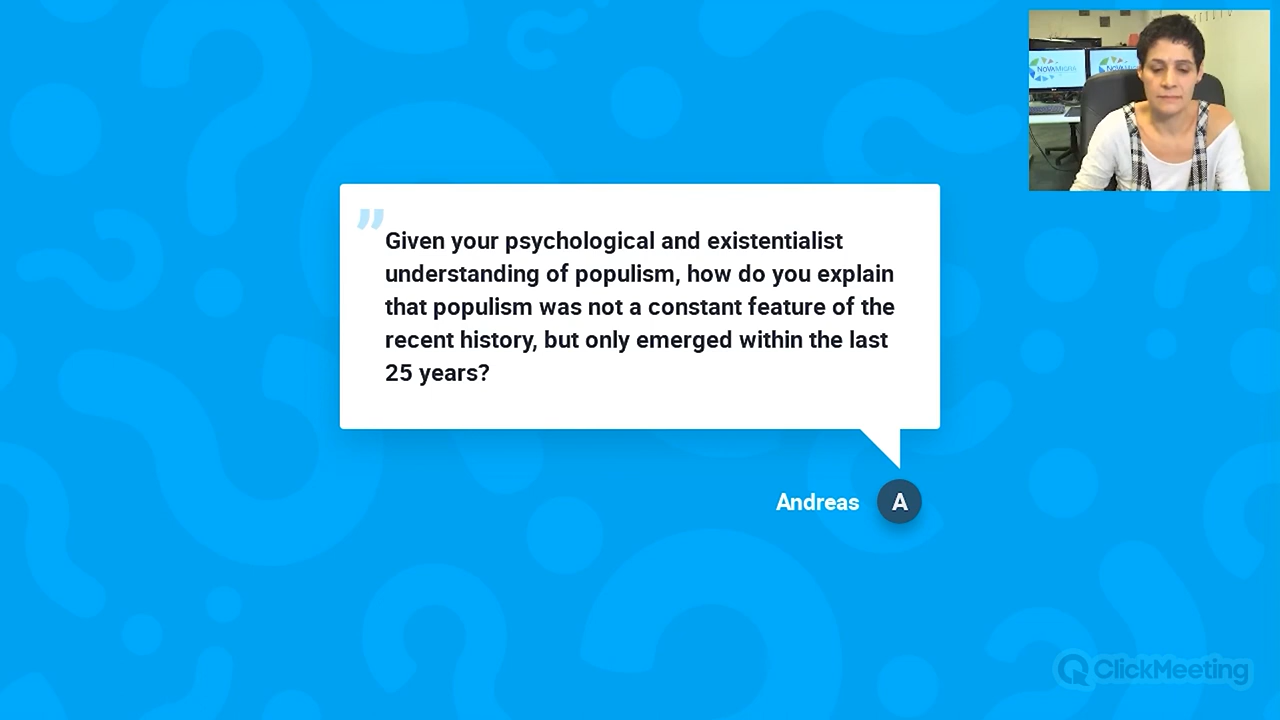 NOVAMIGRA
Given your psychological and existentialist
understanding of populism, how do you explain
that populism was not a constant feature of the
recent history, but only emerged within the last
25 years?
Andreas
A
ClickMeeting